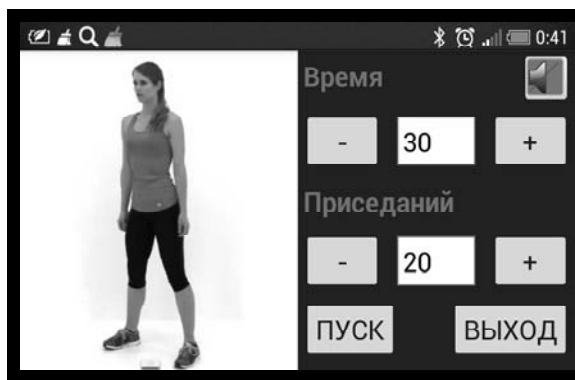 0:41
Время
- 30 +
Приседаний
- 20 +
ПУСК ВЫХОД